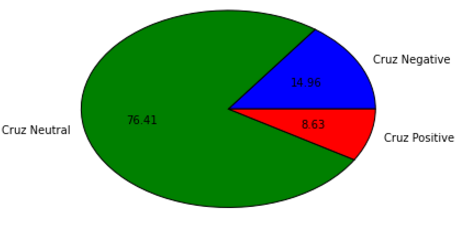 Cruz Negative
14.96
76.41
8.63
Cruz Neutral
Cruz Positive